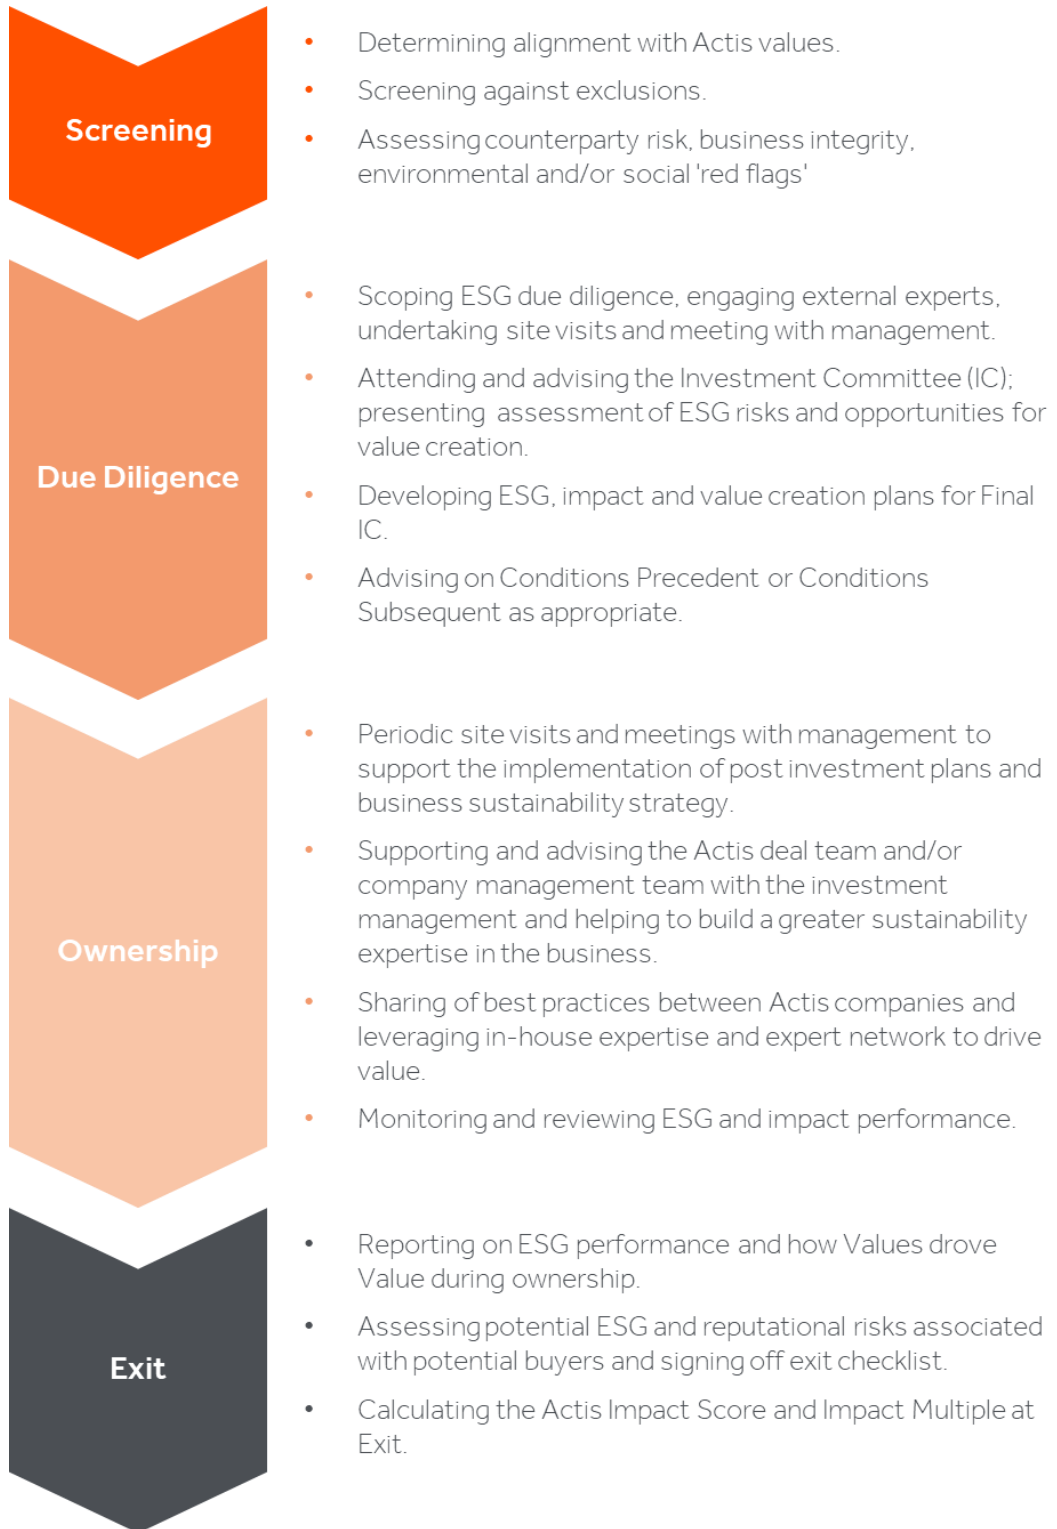 Screening
• Determining alignment with Actis values.
• Screening against exclusions.
• Assessing counterparty risk, business integrity,
environmental and/or social 'red flags'
Due Diligence
• Scoping ESG due diligence, engaging external experts,
undertaking site visits and meeting with management.
• Attending and advising the Investment Committee (IC);
presenting assessment of ESG risks and opportunities for
value creation.
• Developing ESG, impact and value creation plans for Final
IC.
• Advising on Conditions Precedent or Conditions
Subsequent as appropriate.
Ownership
• Periodic site visits and meetings with management to
support the implementation of post investment plans and
business sustainability strategy.
• Supporting and advising the Actis deal team and/or
company management team with the investment
management and helping to build a greater sustainability
expertise in the business.
• Sharing of best practices between Actis companies and
leveraging in-house expertise and expert network to drive
value.
• Monitoring and reviewing ESG and impact performance.
Exit
• Reporting on ESG performance and how Values drove
Value during ownership.
• Assessing potential ESG and reputational risks associated
with potential buyers and signing off exit checklist.
• Calculating the Actis Impact Score and Impact Multiple at
Exit.